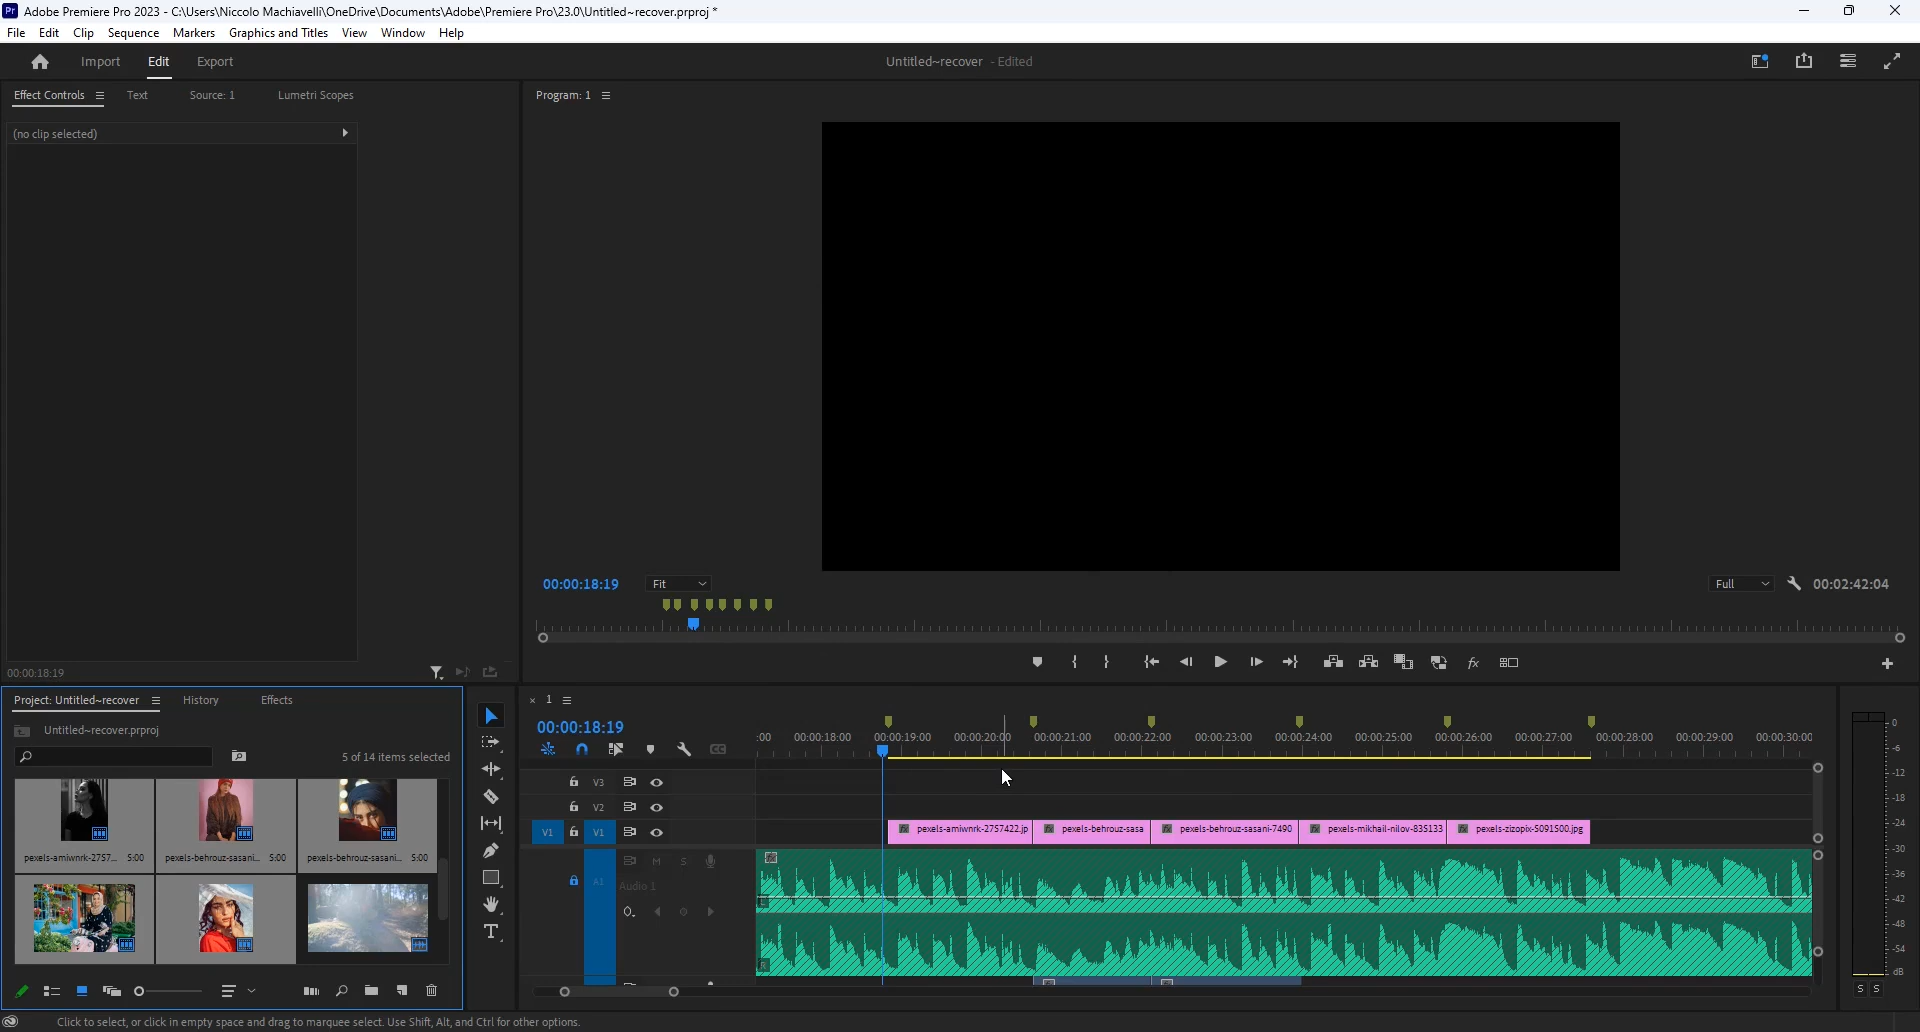 Adobe Premiere Pro 2023 - C:\Users\Niccolo Machiavelli\OneDrive\Documents\Adobe\Premiere Pro\23.0\Untitled~recover.prproj *
File Edit Clip Sequence Markers Graphics and Titles View Window Help
Import Edit Export
Untitled~recover - Edited
Effect Controls Text Source: 1 Lumetri Scopes
Program: 1
(no clip selected)
00:00:18:19 Fit Full 00:02:42:04
00:00:18:19
Project: Untitled~recover History Effects
Untitled~recover.prproj
5 of 14 items selected
pexels-amiwnrk-2757... 5:00 pexels-behrouz-sasani... 5:00 pexels-behrouz-sasani... 5:00
× 1
00:00:18:19
:00 00:00:18:00 00:00:19:00 00:00:20:00 00:00:21:00 00:00:22:00 00:00:23:00 00:00:24:00 00:00:25:00 00:00:26:00 00:00:27:00 00:00:28:00 00:00:29:00 00:00:30:00
V3
V2
V1 V1 pexels-amiwnrk-2757422.jp pexels-behrouz-sasa pexels-behrouz-sasani-7490 pexels-mikhail-nilov-835133 pexels-zizopix-5091500.jpg
M S
A1 Audio 1
L
R
0
-6
-12
-18
-24
-30
-36
-42
-48
-54
dB
S S
Click to select, or click in empty space and drag to marquee select. Use Shift, Alt, and Ctrl for other options.